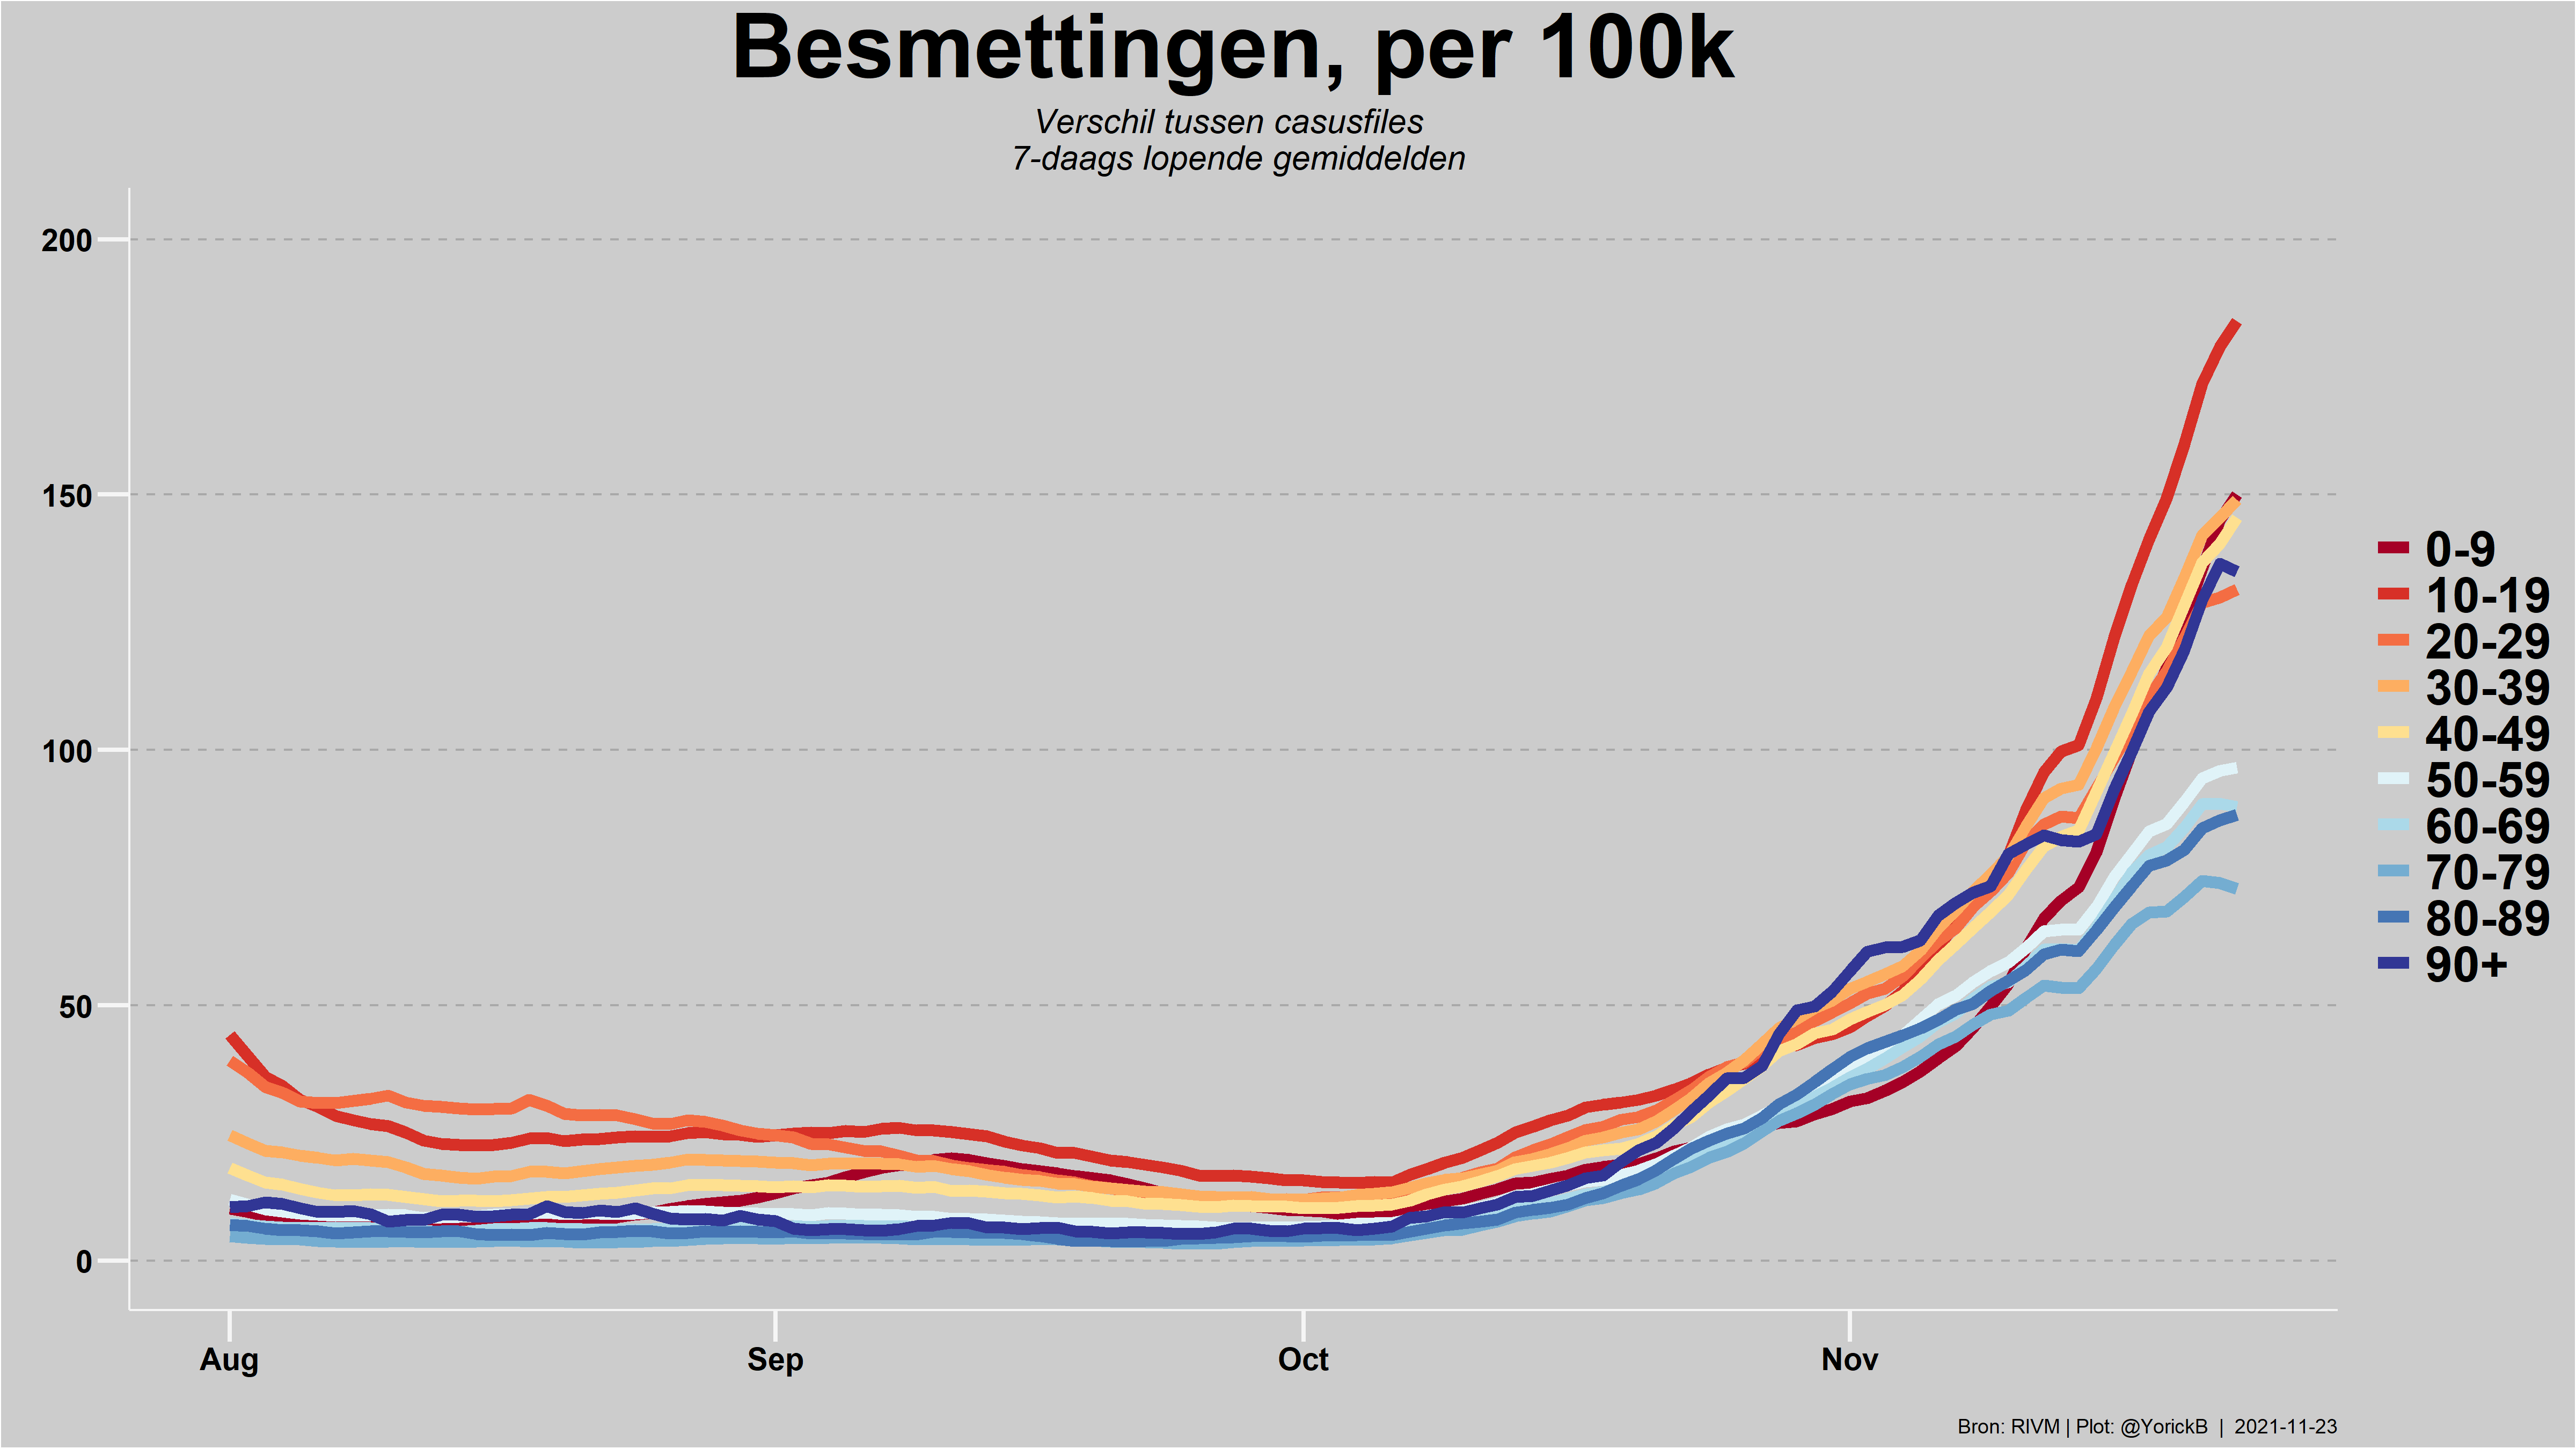 Besmettingen, per 100k
Verschil tussen casusfiles
7-daags lopende gemiddelden
200
150
100
50
0
Aug
Sep
Oct
Nov
0-9
10-19
20-29
30-39
40-49
50-59
60-69
70-79
80-89
90+
Bron: RIVM | Plot: @YorickB | 2021-11-23